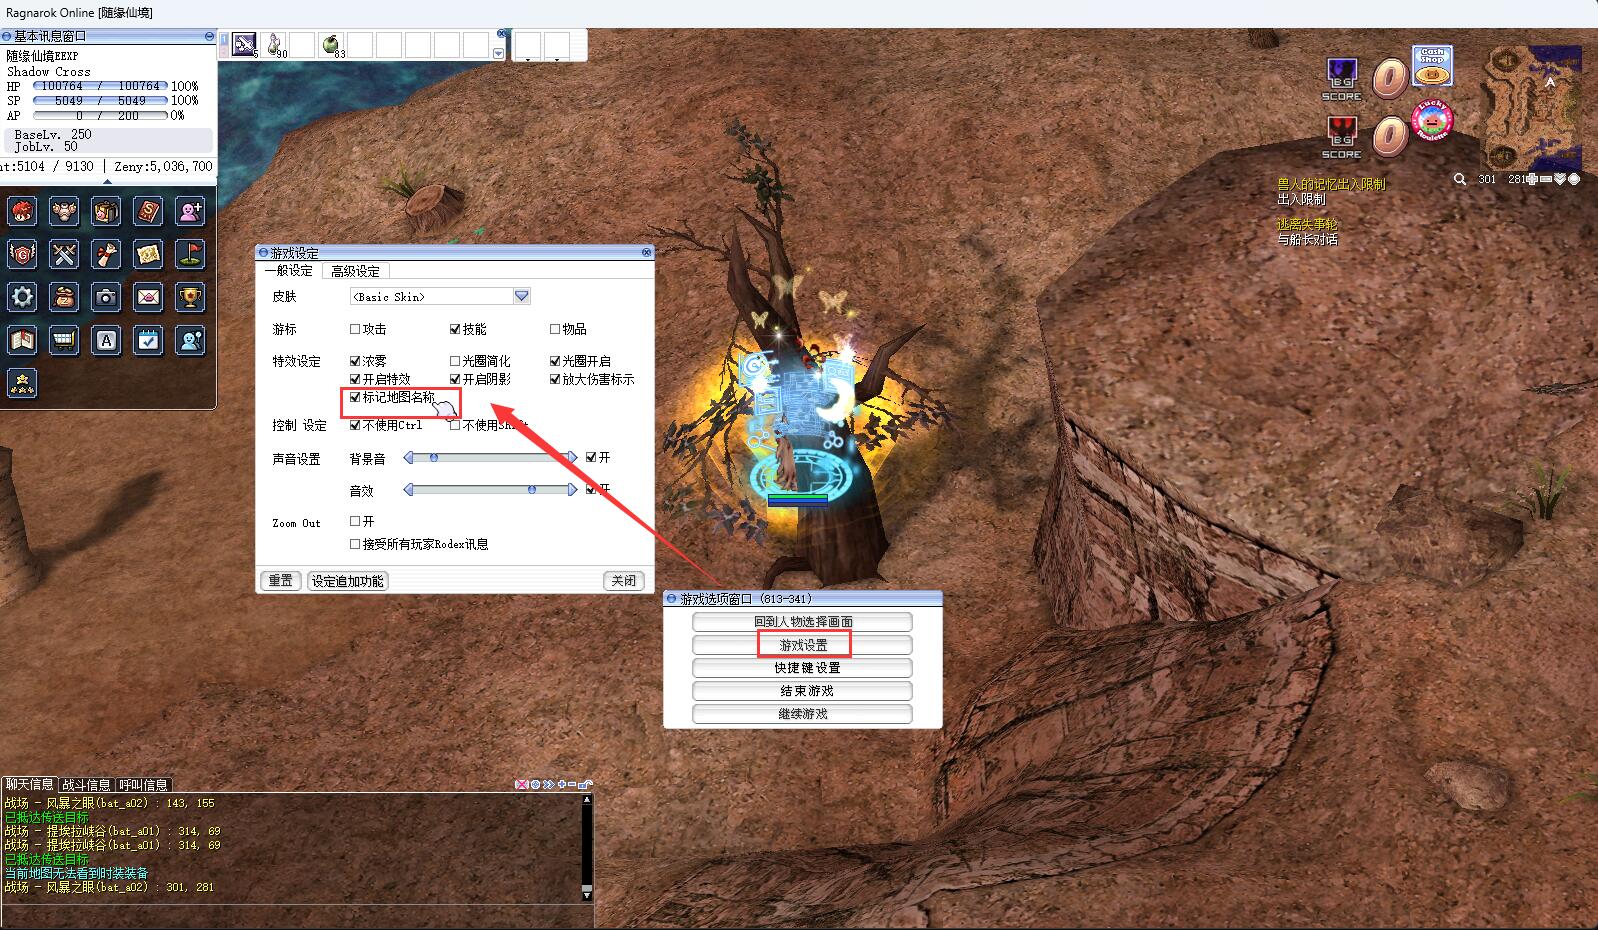 Ragnarok Online [随缘仙境]
基本讯息窗口
随缘仙境EEXP
Shadow Cross
HP 100764 / 100764 100%
SP 5049 / 5049 100%
AP 0 / 200 0%
BaseLv. 250
JobLv. 50
nt:5104 / 9130 | Zeny:5,036,700
1
5
90
83
BG
SCORE
0
Cash Shop
BG
SCORE
0
Lucky Roulette
301 281
兽人的记忆出入限制
出入限制
逃离失事轮
与船长对话
游戏设定
一般设定 高级设定
皮肤 <Basic Skin>
游标 攻击 技能 物品
特效设定 浓雾 光圈简化 光圈开启
开启特效 开启阴影 放大伤害标示
标记地图名称
控制 设定 不使用Ctrl 不使用Shift
声音设置 背景音 开
音效 开
Zoom Out 开
接受所有玩家Rodex讯息
重置 设定追加功能 关闭
游戏选项窗口 (813-341)
回到人物选择画面
游戏设置
快捷键设置
结束游戏
继续游戏
聊天信息 战斗信息 呼叫信息
战场 - 风暴之眼(bat_a02) : 143, 155
已抵达传送目标
战场 - 提埃拉峡谷(bat_a01) : 314, 69
战场 - 提埃拉峡谷(bat_a01) : 314, 69
已抵达传送目标
当前地图无法看到时装装备
战场 - 风暴之眼(bat_a02) : 301, 281